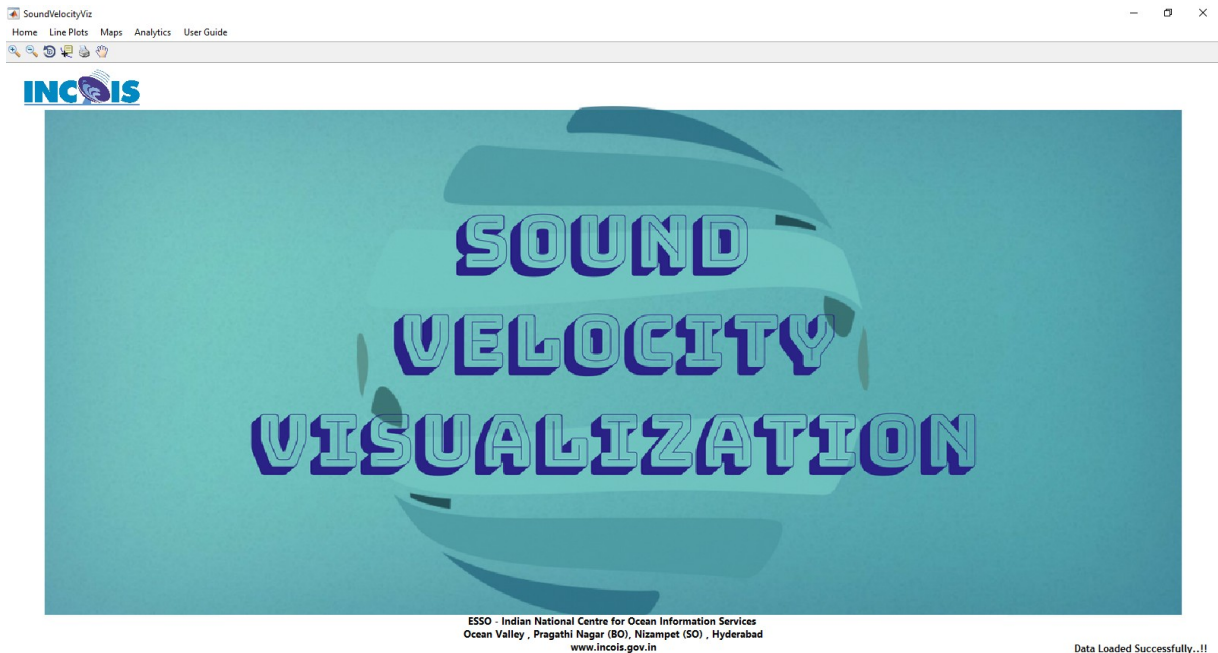 SoundVelocityViz
Home Line Plots Maps Analytics User Guide
INCOIS
SOUND
VELOCITY
VISUALIZATION
ESSO - Indian National Centre for Ocean Information Services
Ocean Valley , Pragathi Nagar (BO), Nizampet (SO) , Hyderabad
www.incois.gov.in
Data Loaded Successfully..!!